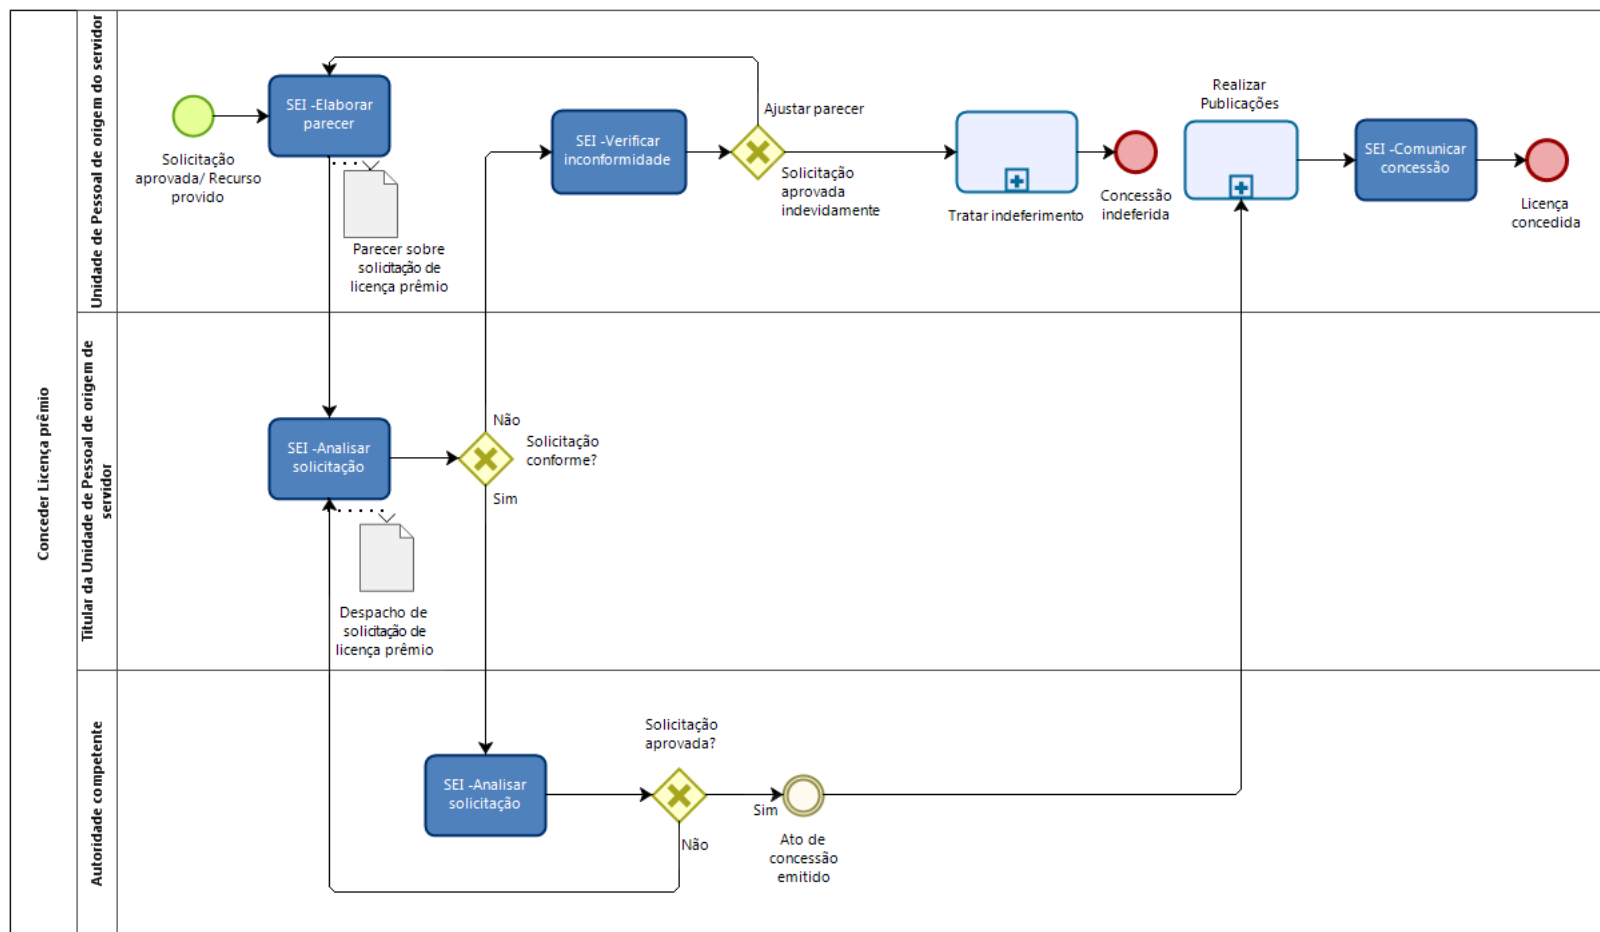 Conceder Licença prêmio
Unidade de Pessoal de origem do servidor
Solicitação
aprovada/ Recurso
provido
SEI -Elaborar
parecer
Parecer sobre
solicitação de
licença prêmio
SEI -Verificar
inconformidade
Ajustar parecer
Solicitação
aprovada
indevidamente
Tratar indeferimento
Concessão
indeferida
Realizar
Publicações
SEI -Comunicar
concessão
Licença
concedida
Titular da Unidade de Pessoal de origem de
servidor
SEI -Analisar
solicitação
Não
Solicitação
conforme?
Sim
Despacho de
solicitação de
licença prêmio
Autoridade competente
SEI -Analisar
solicitação
Solicitação
aprovada?
Sim
Não
Ato de
concessão
emitido